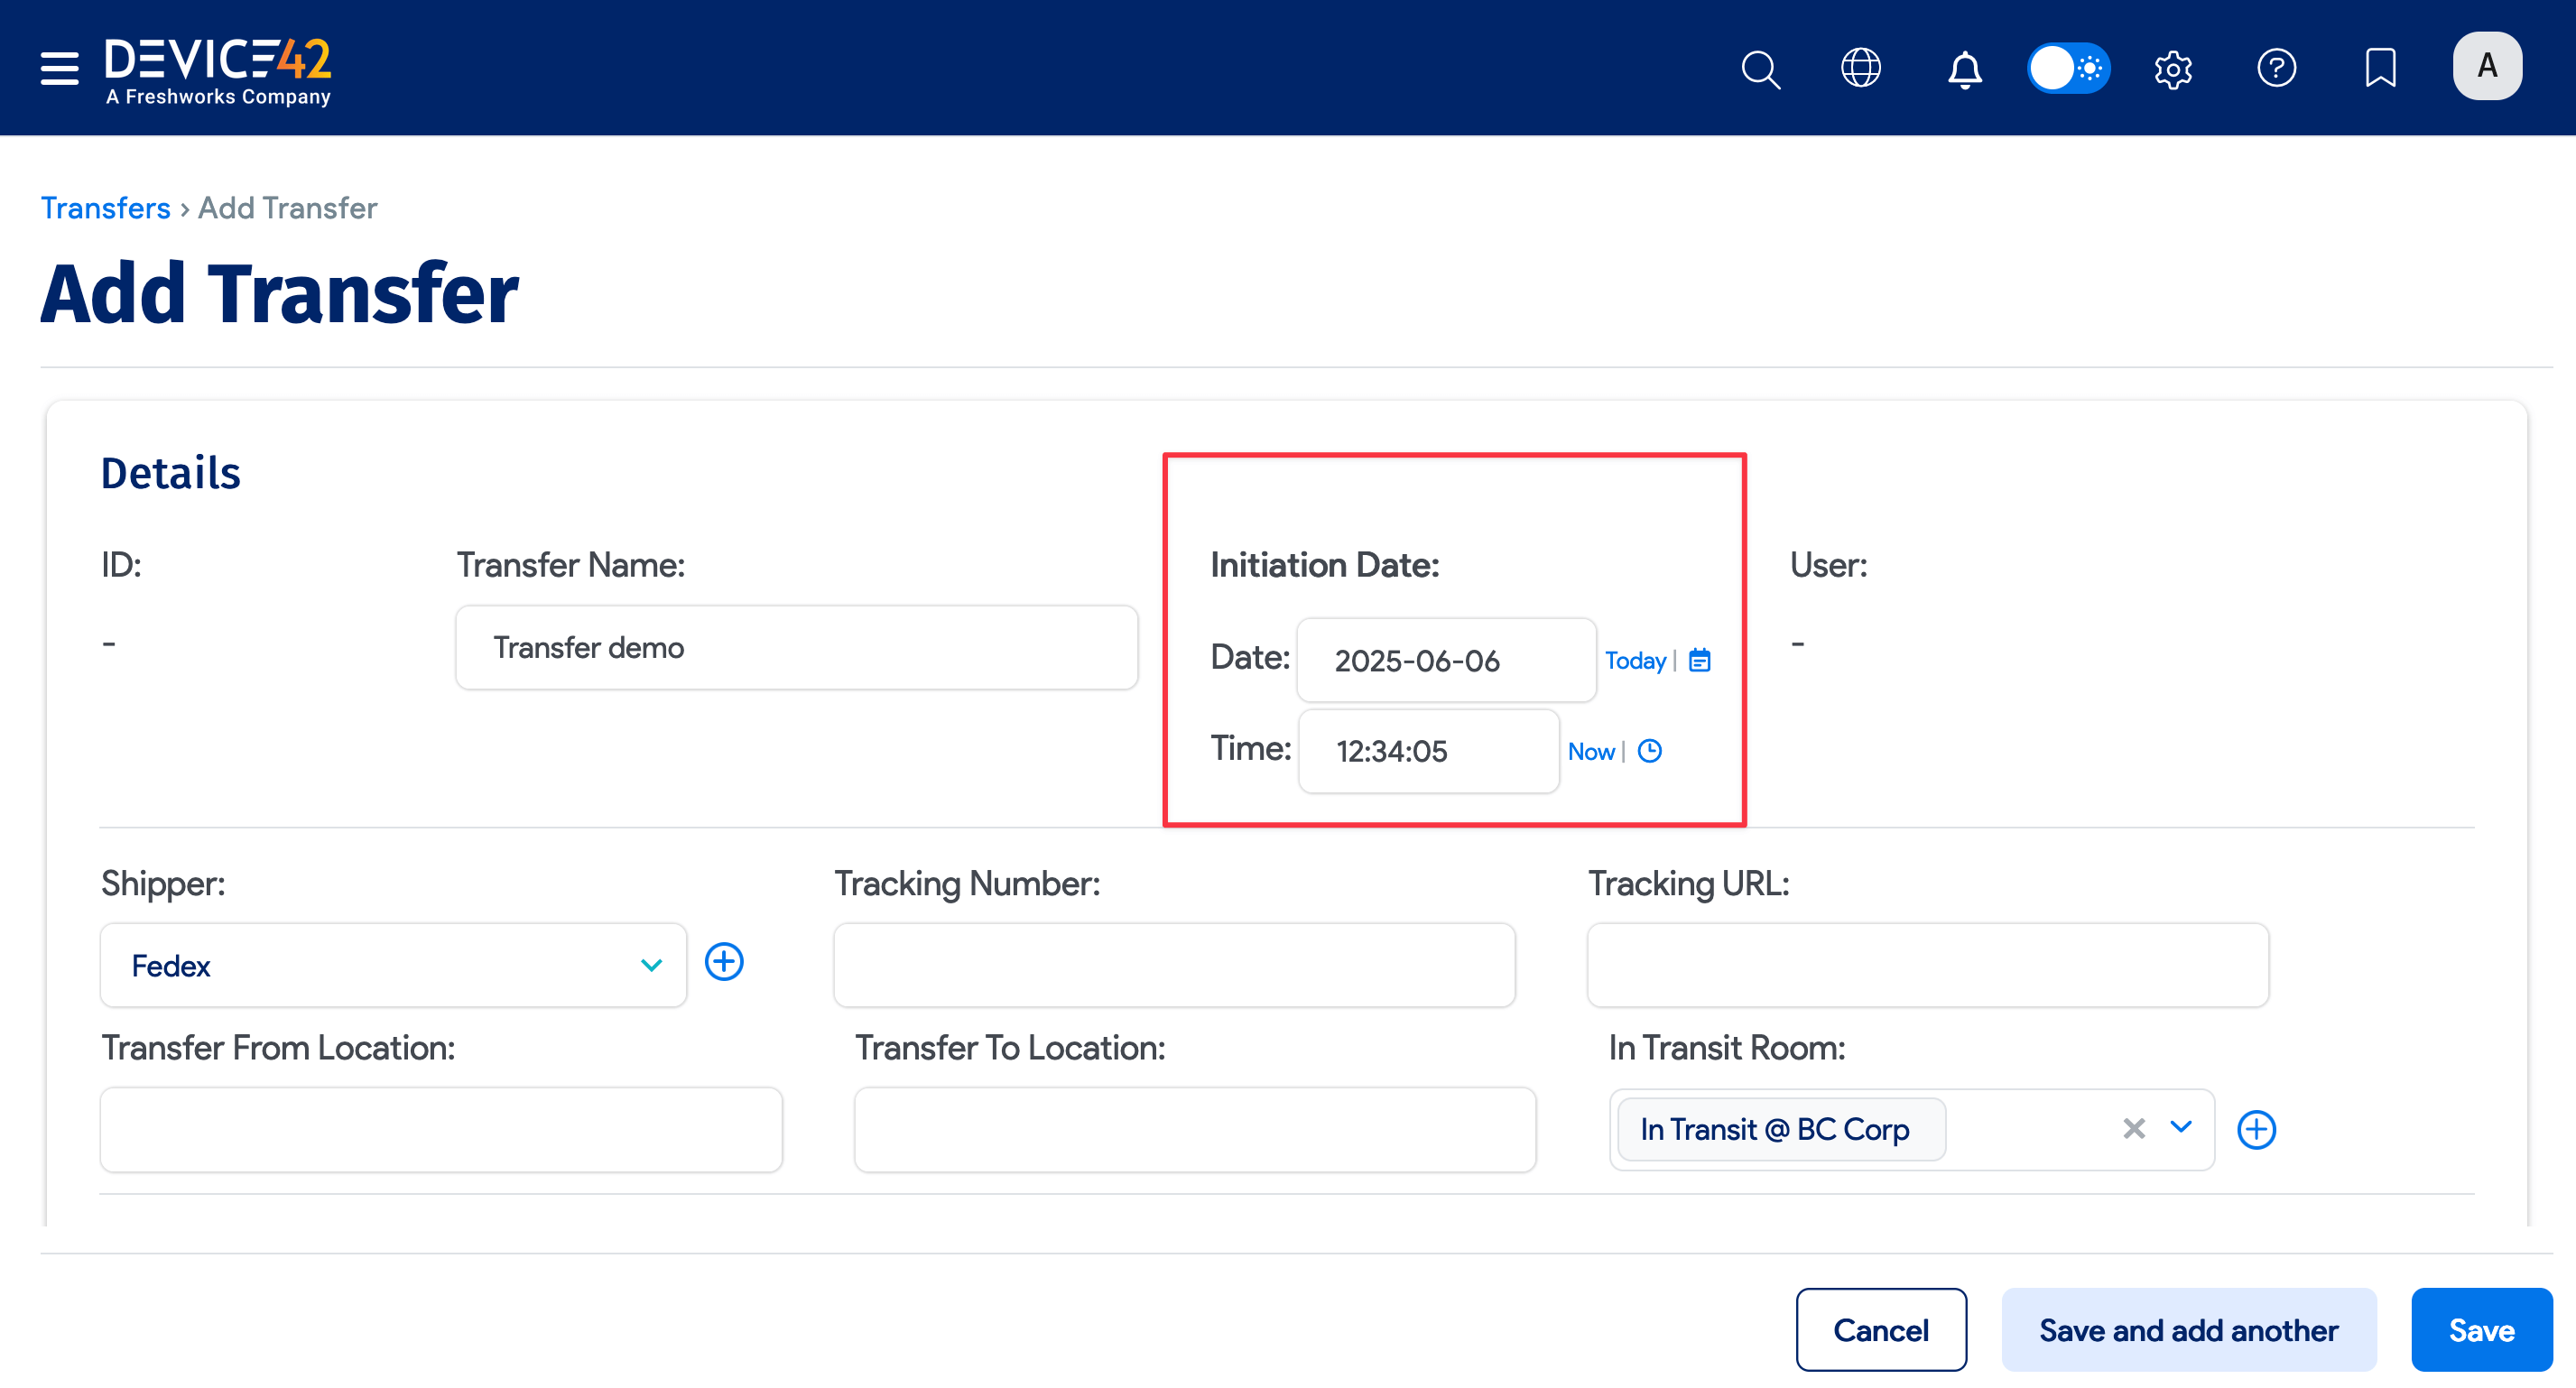 DEVICE42
A Freshworks Company
A
Transfers › Add Transfer
Add Transfer
Details
ID:
Transfer Name:
Initiation Date:
User:
-
Transfer demo
Date:
2025-06-06
Today |
-
Time:
12:34:05
Now |
Shipper:
Tracking Number:
Tracking URL:
Fedex
Transfer From Location:
Transfer To Location:
In Transit Room:
In Transit @ BC Corp
Cancel
Save and add another
Save